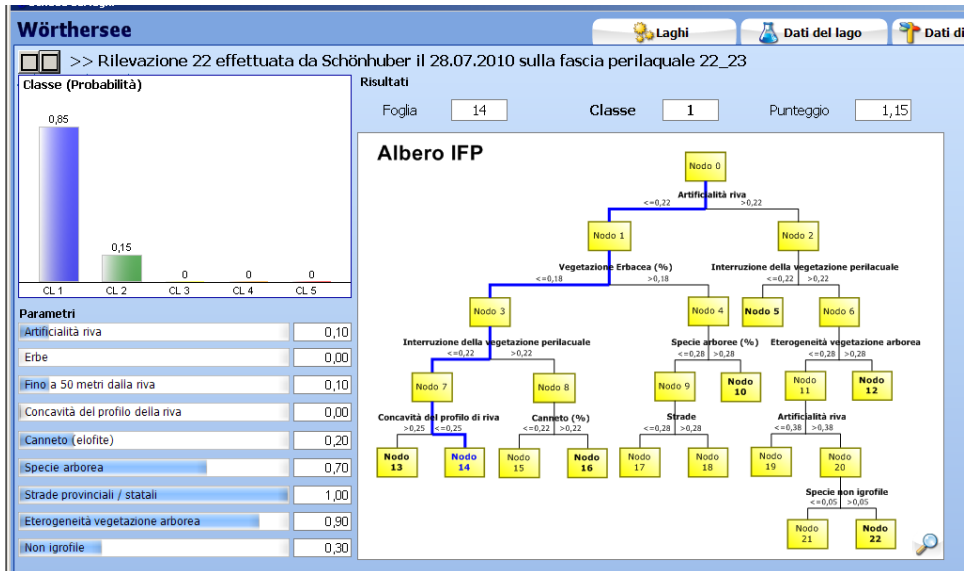 Wörthersee
Laghi
Dati del lago
Dati di
>> Rilevazione 22 effettuata da Schönhuber il 28.07.2010 sulla fascia perilaquale 22_23
Classe (Probabilità)
0,85
0,15
0
0
0
CL 1
CL 2
CL 3
CL 4
CL 5
Parametri
Artificialità riva
0,10
Erbe
0,00
Fino a 50 metri dalla riva
0,10
Concavità del profilo della riva
0,00
Canneto (elofite)
0,20
Specie arborea
0,70
Strade provinciali / statali
1,00
Eterogeneità vegetazione arborea
0,90
Non igrofile
0,30
Risultati
Foglia
14
Classe
1
Punteggio
1,15
Albero IFP
Nodo 0
Artificialità riva
<=0,22
>0,22
Nodo 1
Nodo 2
Vegetazione Erbacea (%)
<=0,18
>0,18
Interruzione della vegetazione perilacuale
<=0,22
>0,22
Nodo 3
Nodo 4
Nodo 5
Nodo 6
Interruzione della vegetazione perilacuale
<=0,22
>0,22
Specie arboree (%)
<=0,28
>0,28
Eterogeneità vegetazione arborea
<=0,28
>0,28
Nodo 7
Nodo 8
Nodo 9
Nodo
10
Nodo
11
Nodo
12
Concavità del profilo di riva
>0,25
<=0,25
Canneto (%)
<=0,22
>0,22
Strade
<=0,28
>0,28
Artificialità riva
<=0,38
>0,38
Nodo
13
Nodo
14
Nodo
15
Nodo
16
Nodo
17
Nodo
18
Nodo
19
Nodo
20
Specie non igrofile
<=0,05
>0,05
Nodo
21
Nodo
22